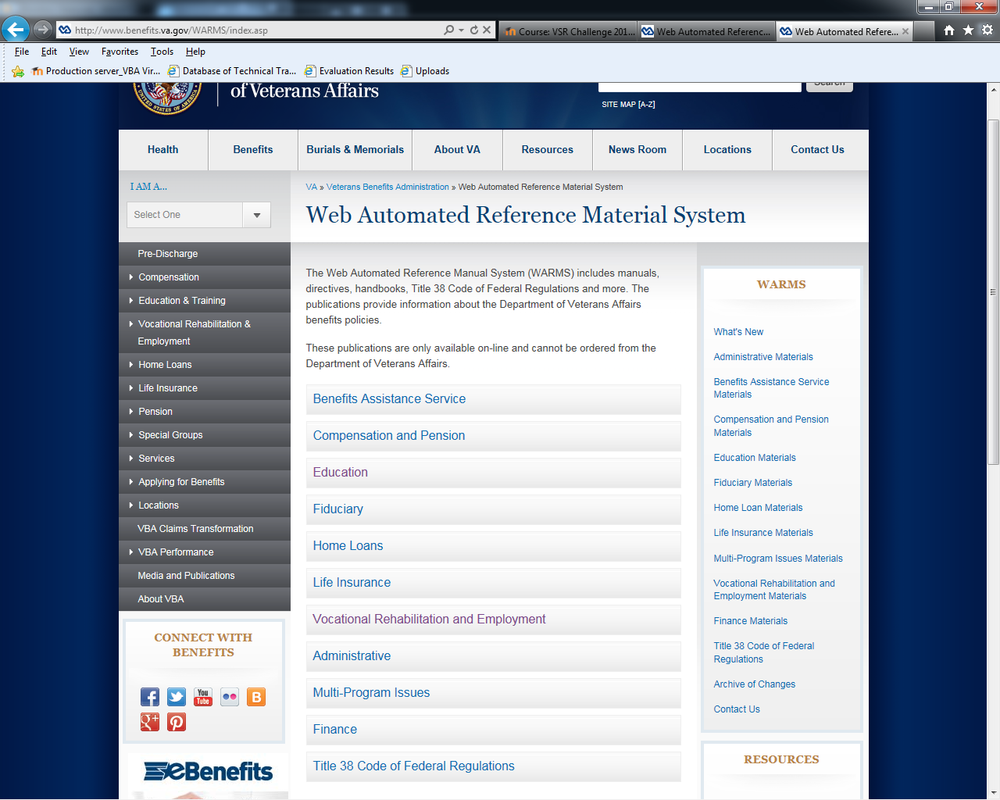 http://www.benefits.va.gov/WARMS/index.asp
Course: VSR Challenge 201...
Web Automated Referenc...
Web Automated Refere...
File Edit View Favorites Tools Help
Production server_VBA Vir...
Database of Technical Tra...
Evaluation Results
Uploads
of Veterans Affairs
Search
SITE MAP [A-Z]
Health
Benefits
Burials & Memorials
About VA
Resources
News Room
Locations
Contact Us
I AM A...
Select One
VA » Veterans Benefits Administration » Web Automated Reference Material System
Web Automated Reference Material System
Pre-Discharge
Compensation
Education & Training
Vocational Rehabilitation &
Employment
Home Loans
Life Insurance
Pension
Special Groups
Services
Applying for Benefits
Locations
VBA Claims Transformation
VBA Performance
Media and Publications
About VBA
CONNECT WITH
BENEFITS
You
Tube
eBenefits
The Web Automated Reference Manual System (WARMS) includes manuals,
directives, handbooks, Title 38 Code of Federal Regulations and more. The
publications provide information about the Department of Veterans Affairs
benefits policies.
These publications are only available on-line and cannot be ordered from the
Department of Veterans Affairs.
Benefits Assistance Service
Compensation and Pension
Education
Fiduciary
Home Loans
Life Insurance
Vocational Rehabilitation and Employment
Administrative
Multi-Program Issues
Finance
Title 38 Code of Federal Regulations
WARMS
What's New
Administrative Materials
Benefits Assistance Service
Materials
Compensation and Pension
Materials
Education Materials
Fiduciary Materials
Home Loan Materials
Life Insurance Materials
Multi-Program Issues Materials
Vocational Rehabilitation and
Employment Materials
Finance Materials
Title 38 Code of Federal
Regulations
Archive of Changes
Contact Us
RESOURCES